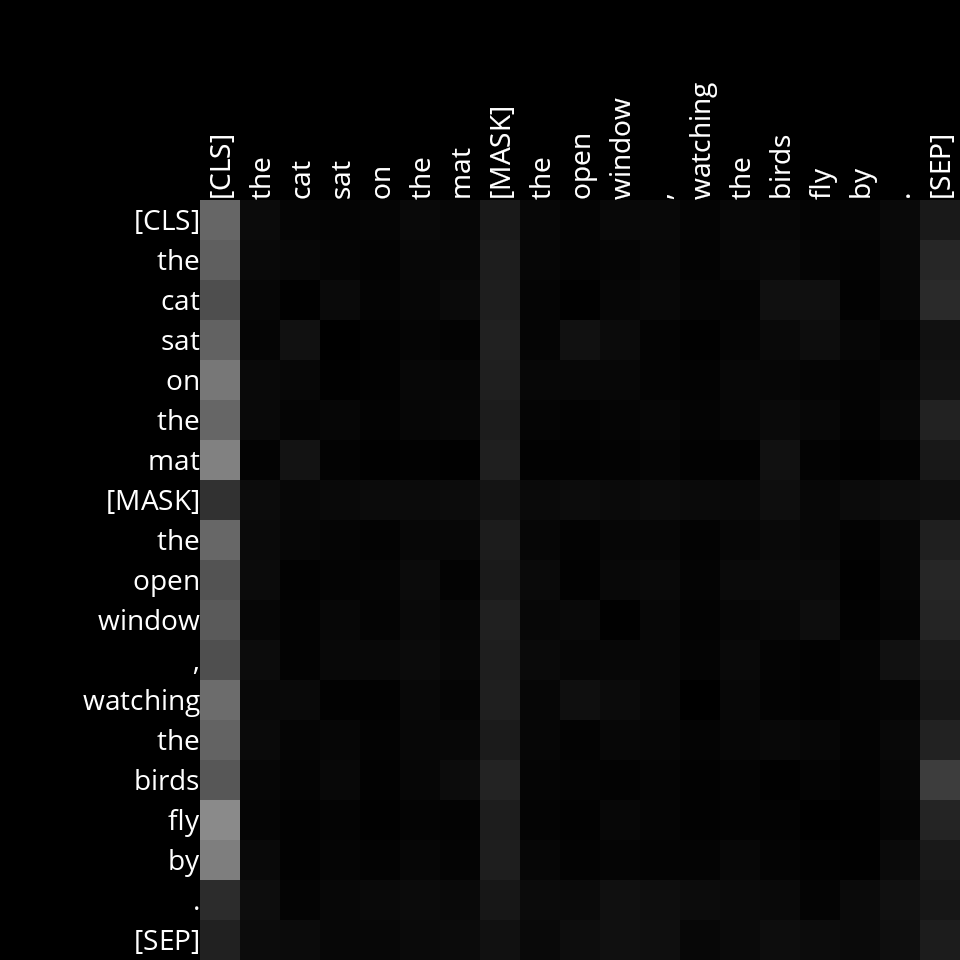 [CLS] the cat sat on the mat [MASK] the open window , watching the birds fly by . [SEP]
[CLS]
the
cat
sat
on
the
mat
[MASK]
the
open
window
,
watching
the
birds
fly
by
.
[SEP]